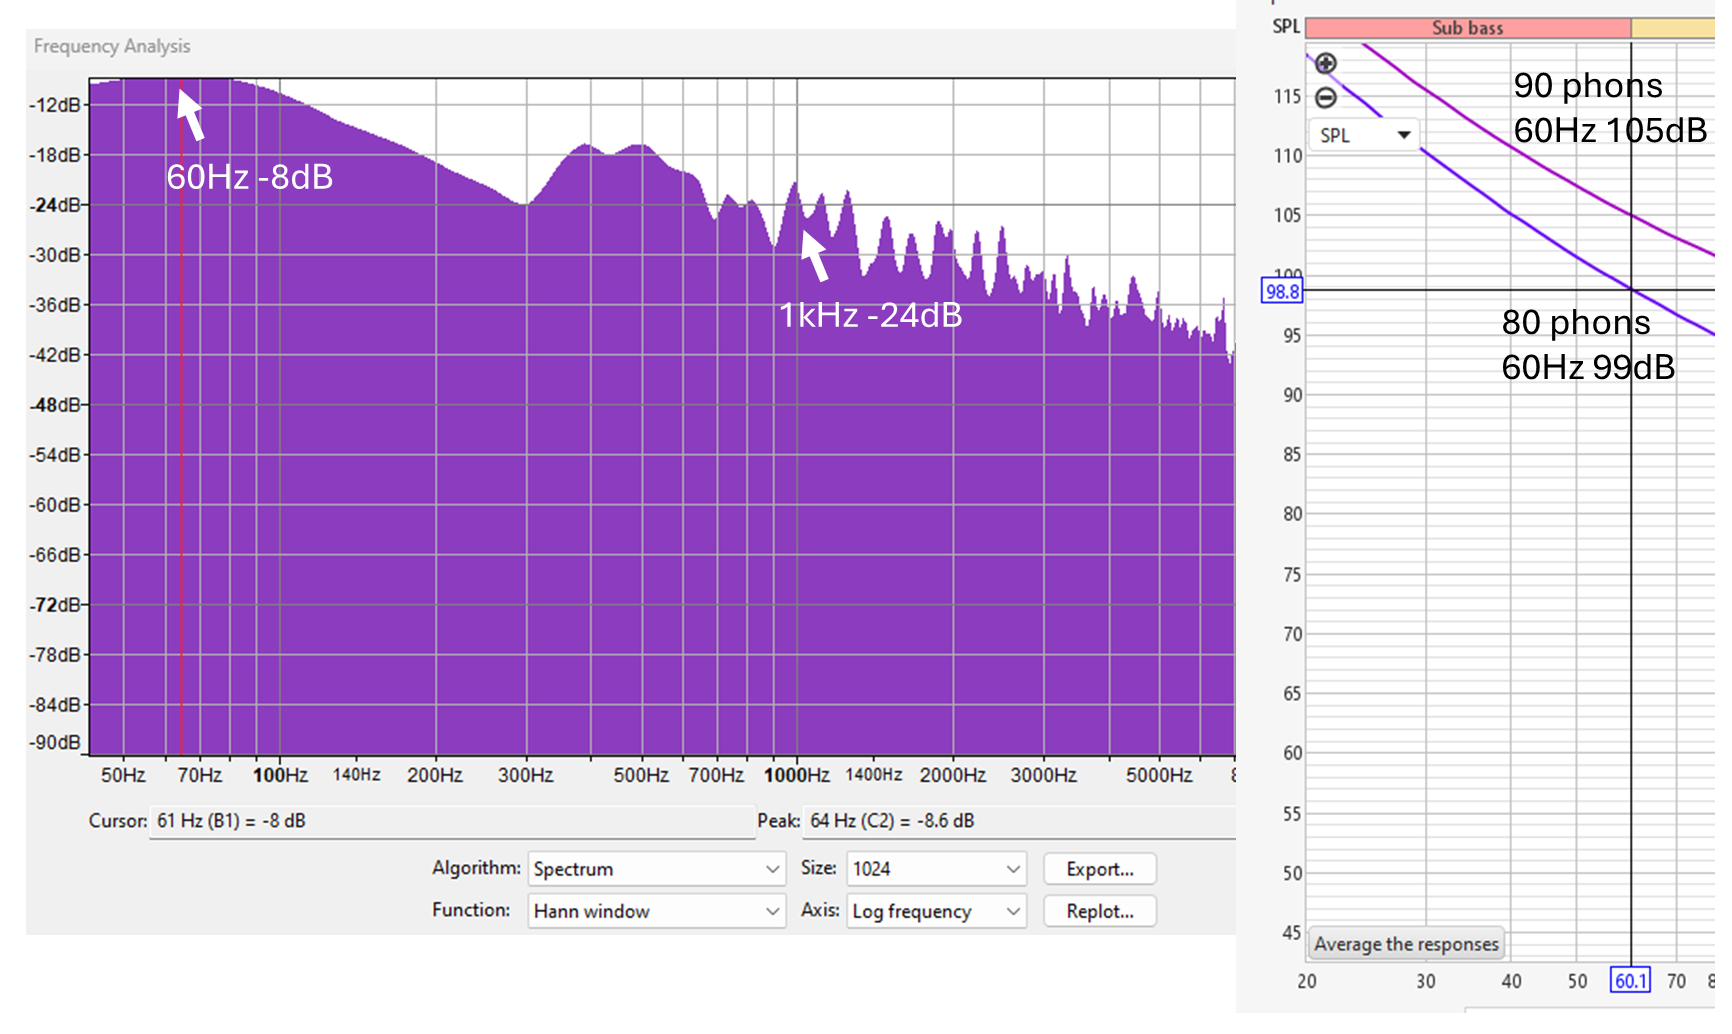 Frequency Analysis
-12dB
-18dB
-24dB
-30dB
-36dB
-42dB
-48dB
-54dB
-60dB
-66dB
-72dB
-78dB
-84dB
-90dB
60Hz -8dB
1kHz -24dB
50Hz 70Hz 100Hz 140Hz 200Hz 300Hz 500Hz 700Hz 1000Hz 1400Hz 2000Hz 3000Hz 5000Hz 8
Cursor: 61 Hz (B1) = -8 dB Peak: 64 Hz (C2) = -8.6 dB
Algorithm: Spectrum Size: 1024 Export...
Function: Hann window Axis: Log frequency Replot...
SPL Sub bass
115
110
105
100
98.8
95
90
85
80
75
70
65
60
55
50
45
SPL
90 phons
60Hz 105dB
80 phons
60Hz 99dB
Average the responses
20 30 40 50 60.1 70 8